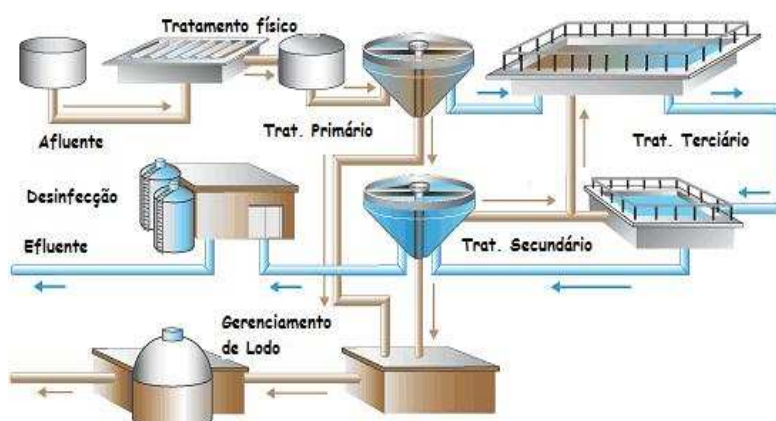 Tratamento físico
Afluente
Trat. Primário
Trat. Terciário
Desinfecção
Efluente
Trat. Secundário
Gerenciamento
de Lodo